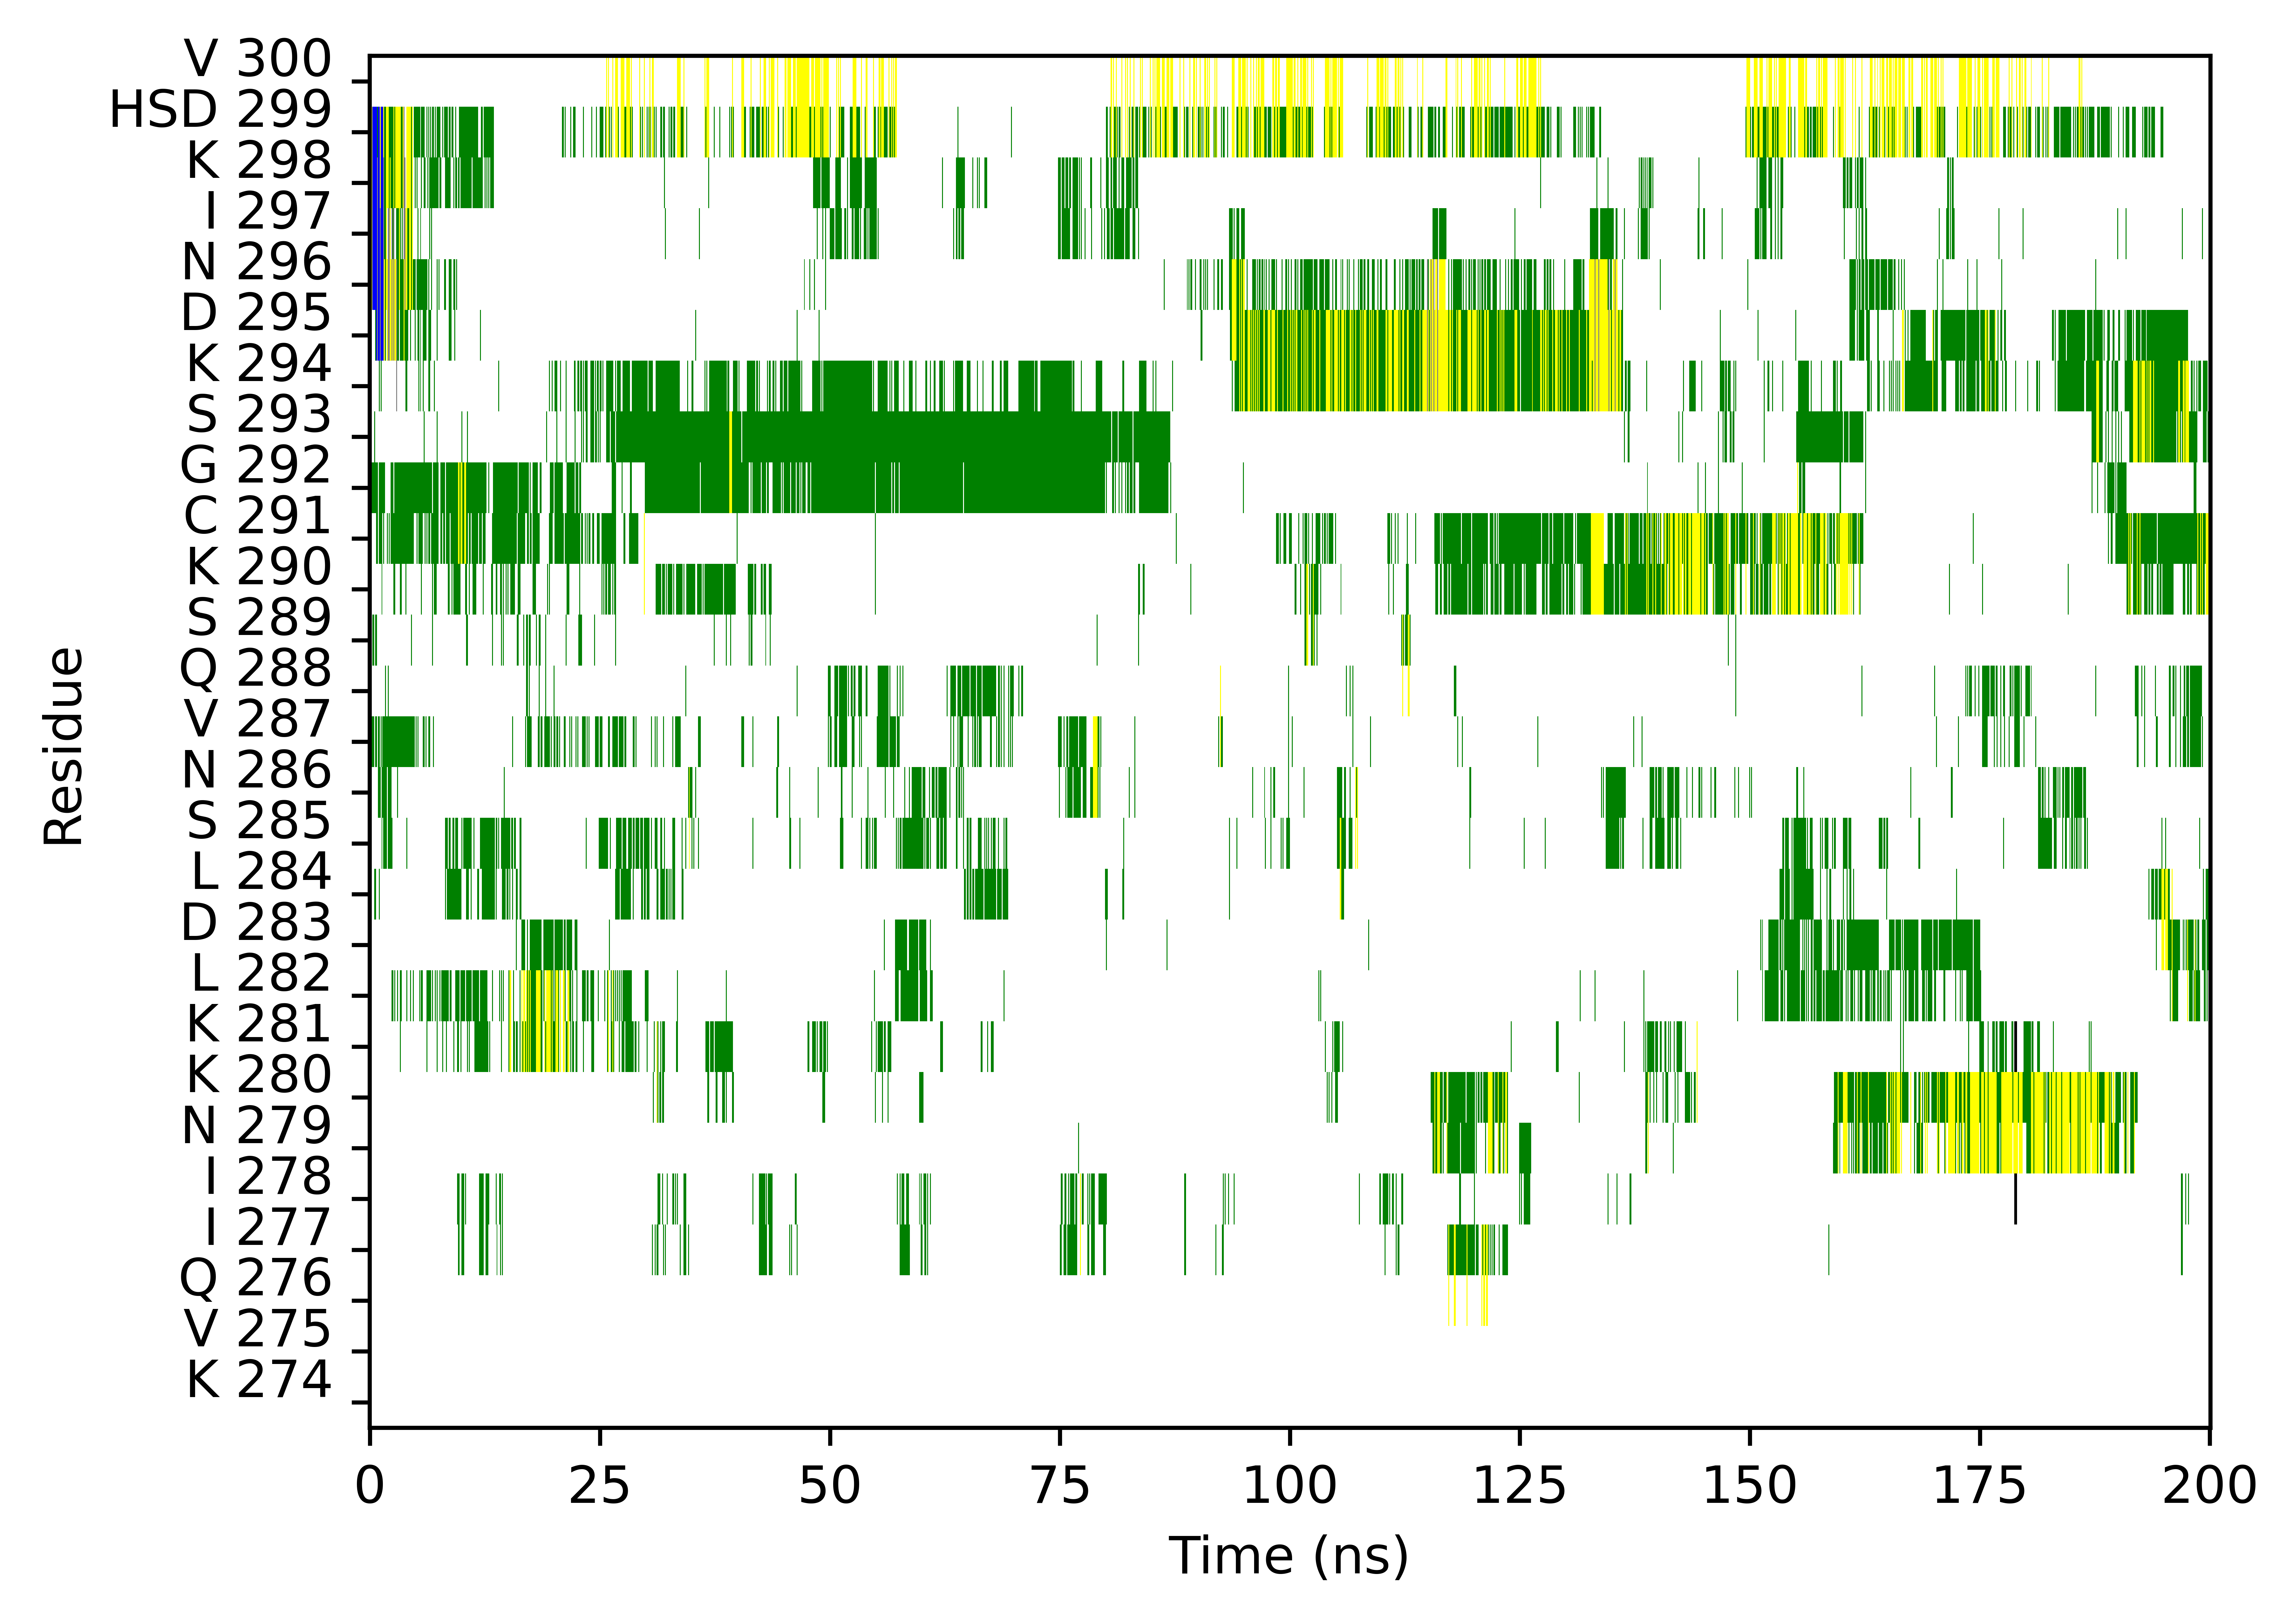 V 300
HSD 299
K 298
I 297
N 296
D 295
K 294
S 293
G 292
C 291
K 290
S 289
Q 288
V 287
N 286
S 285
L 284
D 283
L 282
K 281
K 280
N 279
I 278
I 277
Q 276
V 275
K 274
Residue
0 25 50 75 100 125 150 175 200
Time (ns)